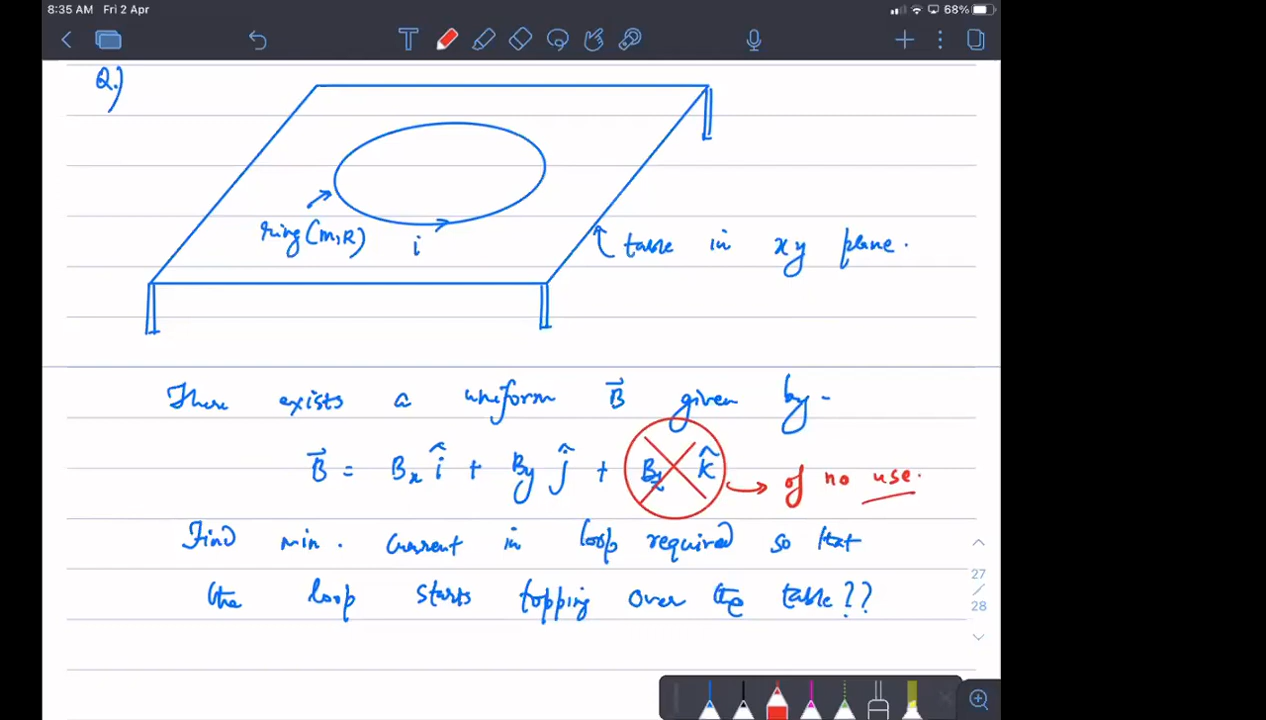 8:35 AM Fri 2 Apr
68%
Q.)
ring(m,R)
i
table in xy plane.
There exists a uniform B⃗ given by-
B⃗ = Bx î + By ĵ + Bz k̂ → of no use.
Find min. current in loop required so that
the loop starts topping over the table??
27
28